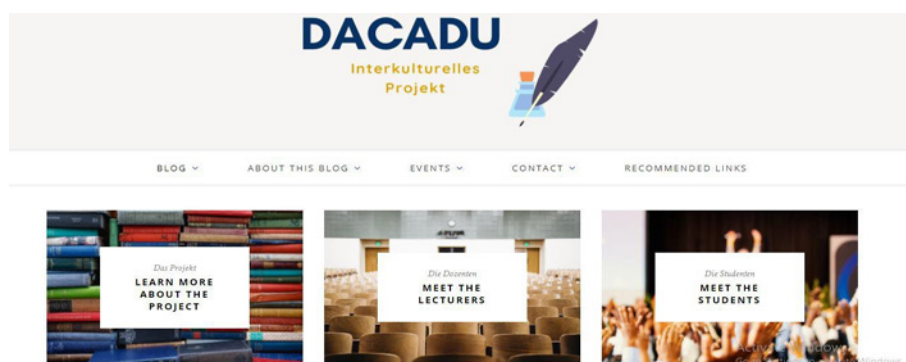 DACADU
Interkulturelles
Projekt
BLOG
ABOUT THIS BLOG
EVENTS
CONTACT
RECOMMENDED LINKS
Das Projekt
LEARN MORE
ABOUT THE
PROJECT
Die Dozenten
MEET THE
LECTURERS
Die Studenten
MEET THE
STUDENTS